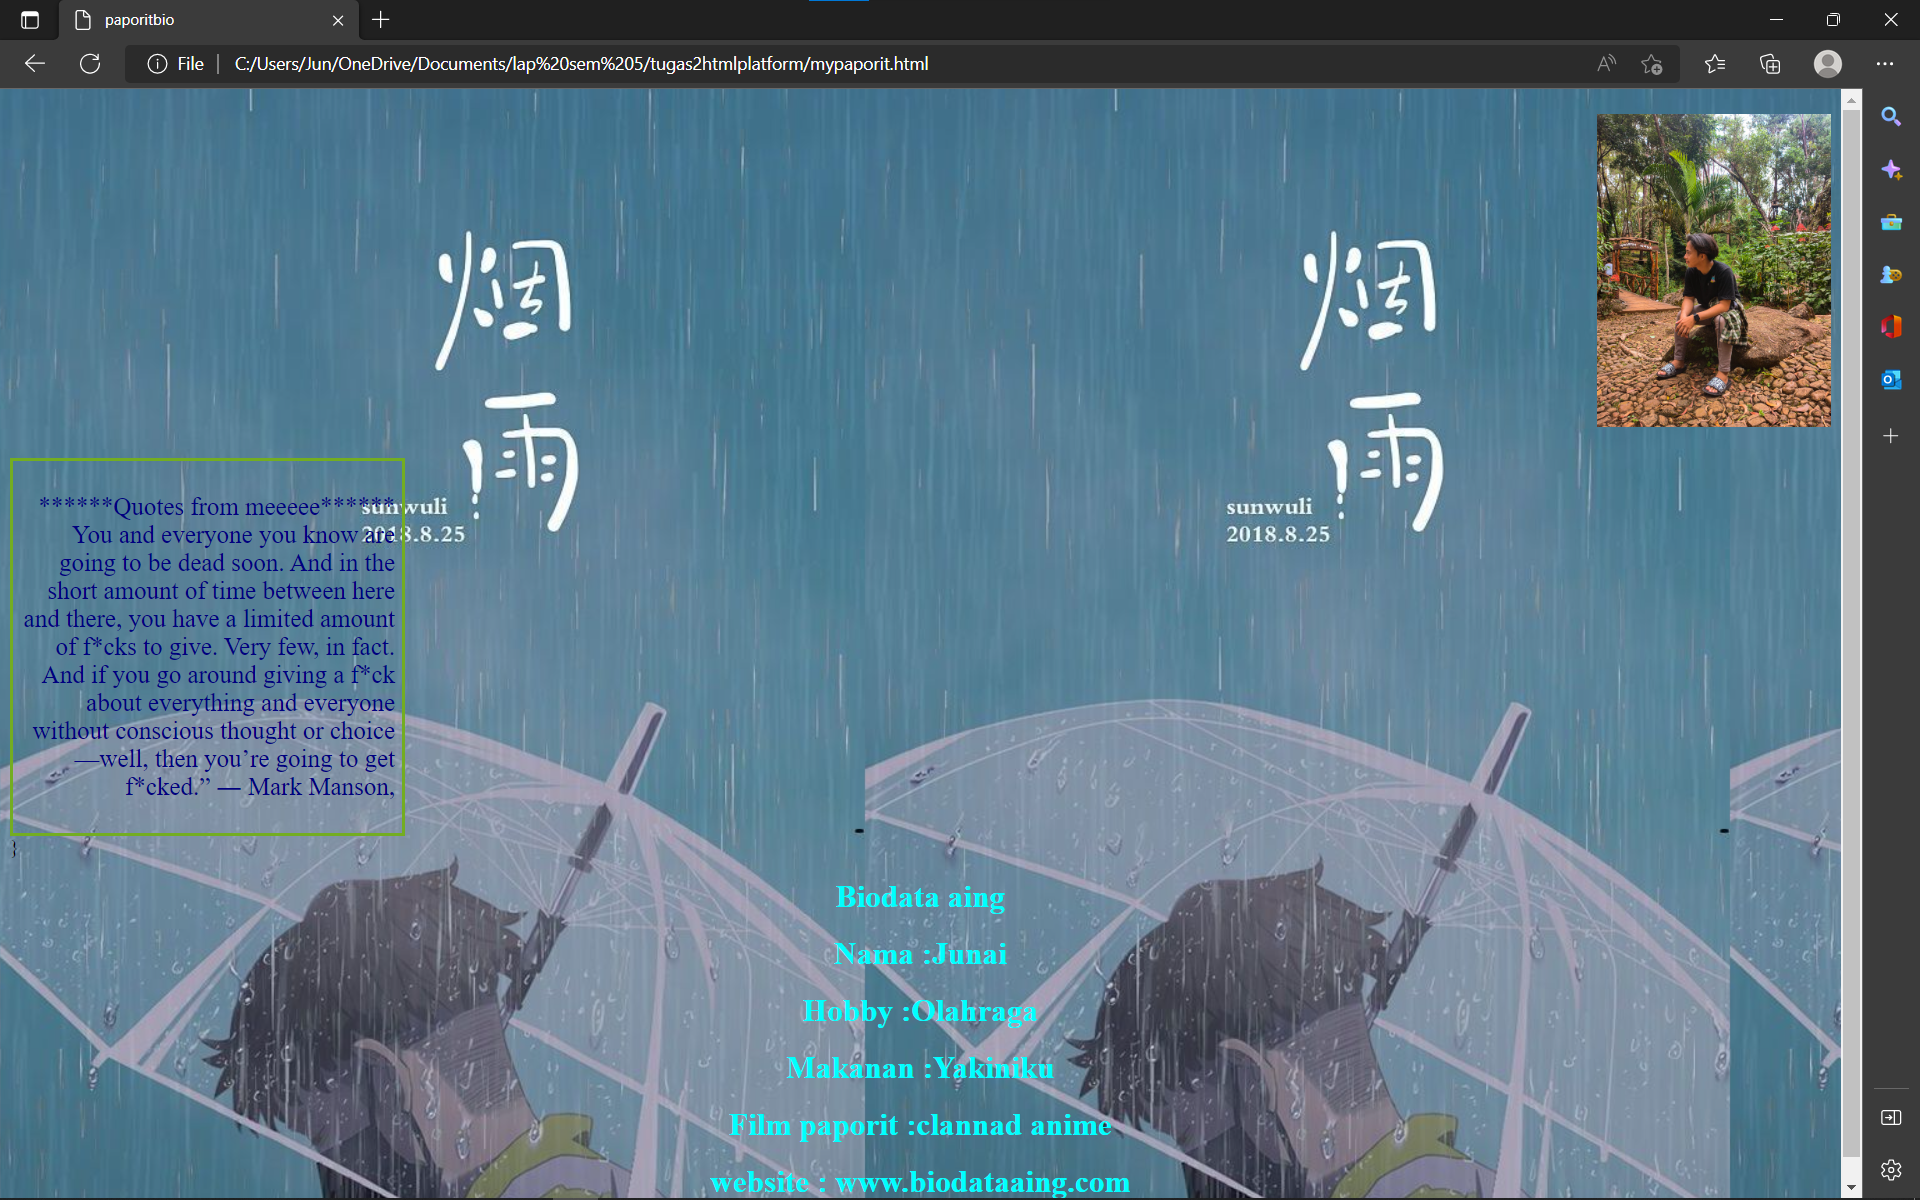 paporitbio
File
C:/Users/Jun/OneDrive/Documents/lap%20sem%205/tugas2htmlplatform/mypaporit.html
烟
雨
sunwuli
2018.8.25
烟
雨
sunwuli
2018.8.25
******Quotes from meeeee******
You and everyone you know are
going to be dead soon. And in the
short amount of time between here
and there, you have a limited amount
of f*cks to give. Very few, in fact.
And if you go around giving a f*ck
about everything and everyone
without conscious thought or choice
—well, then you’re going to get
f*cked.” ― Mark Manson,
}
Biodata aing
Nama :Junai
Hobby :Olahraga
Makanan :Yakiniku
Film paporit :clannad anime
website : www.biodataaing.com